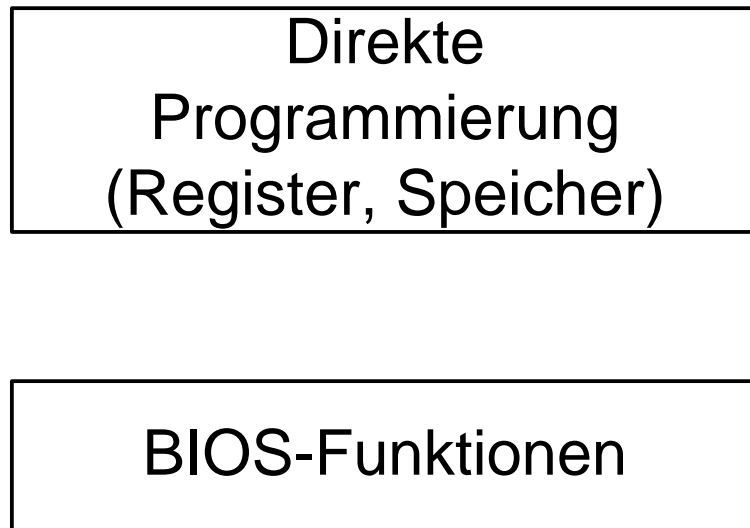 Direkte
Programmierung
(Register, Speicher)
BIOS-Funktionen